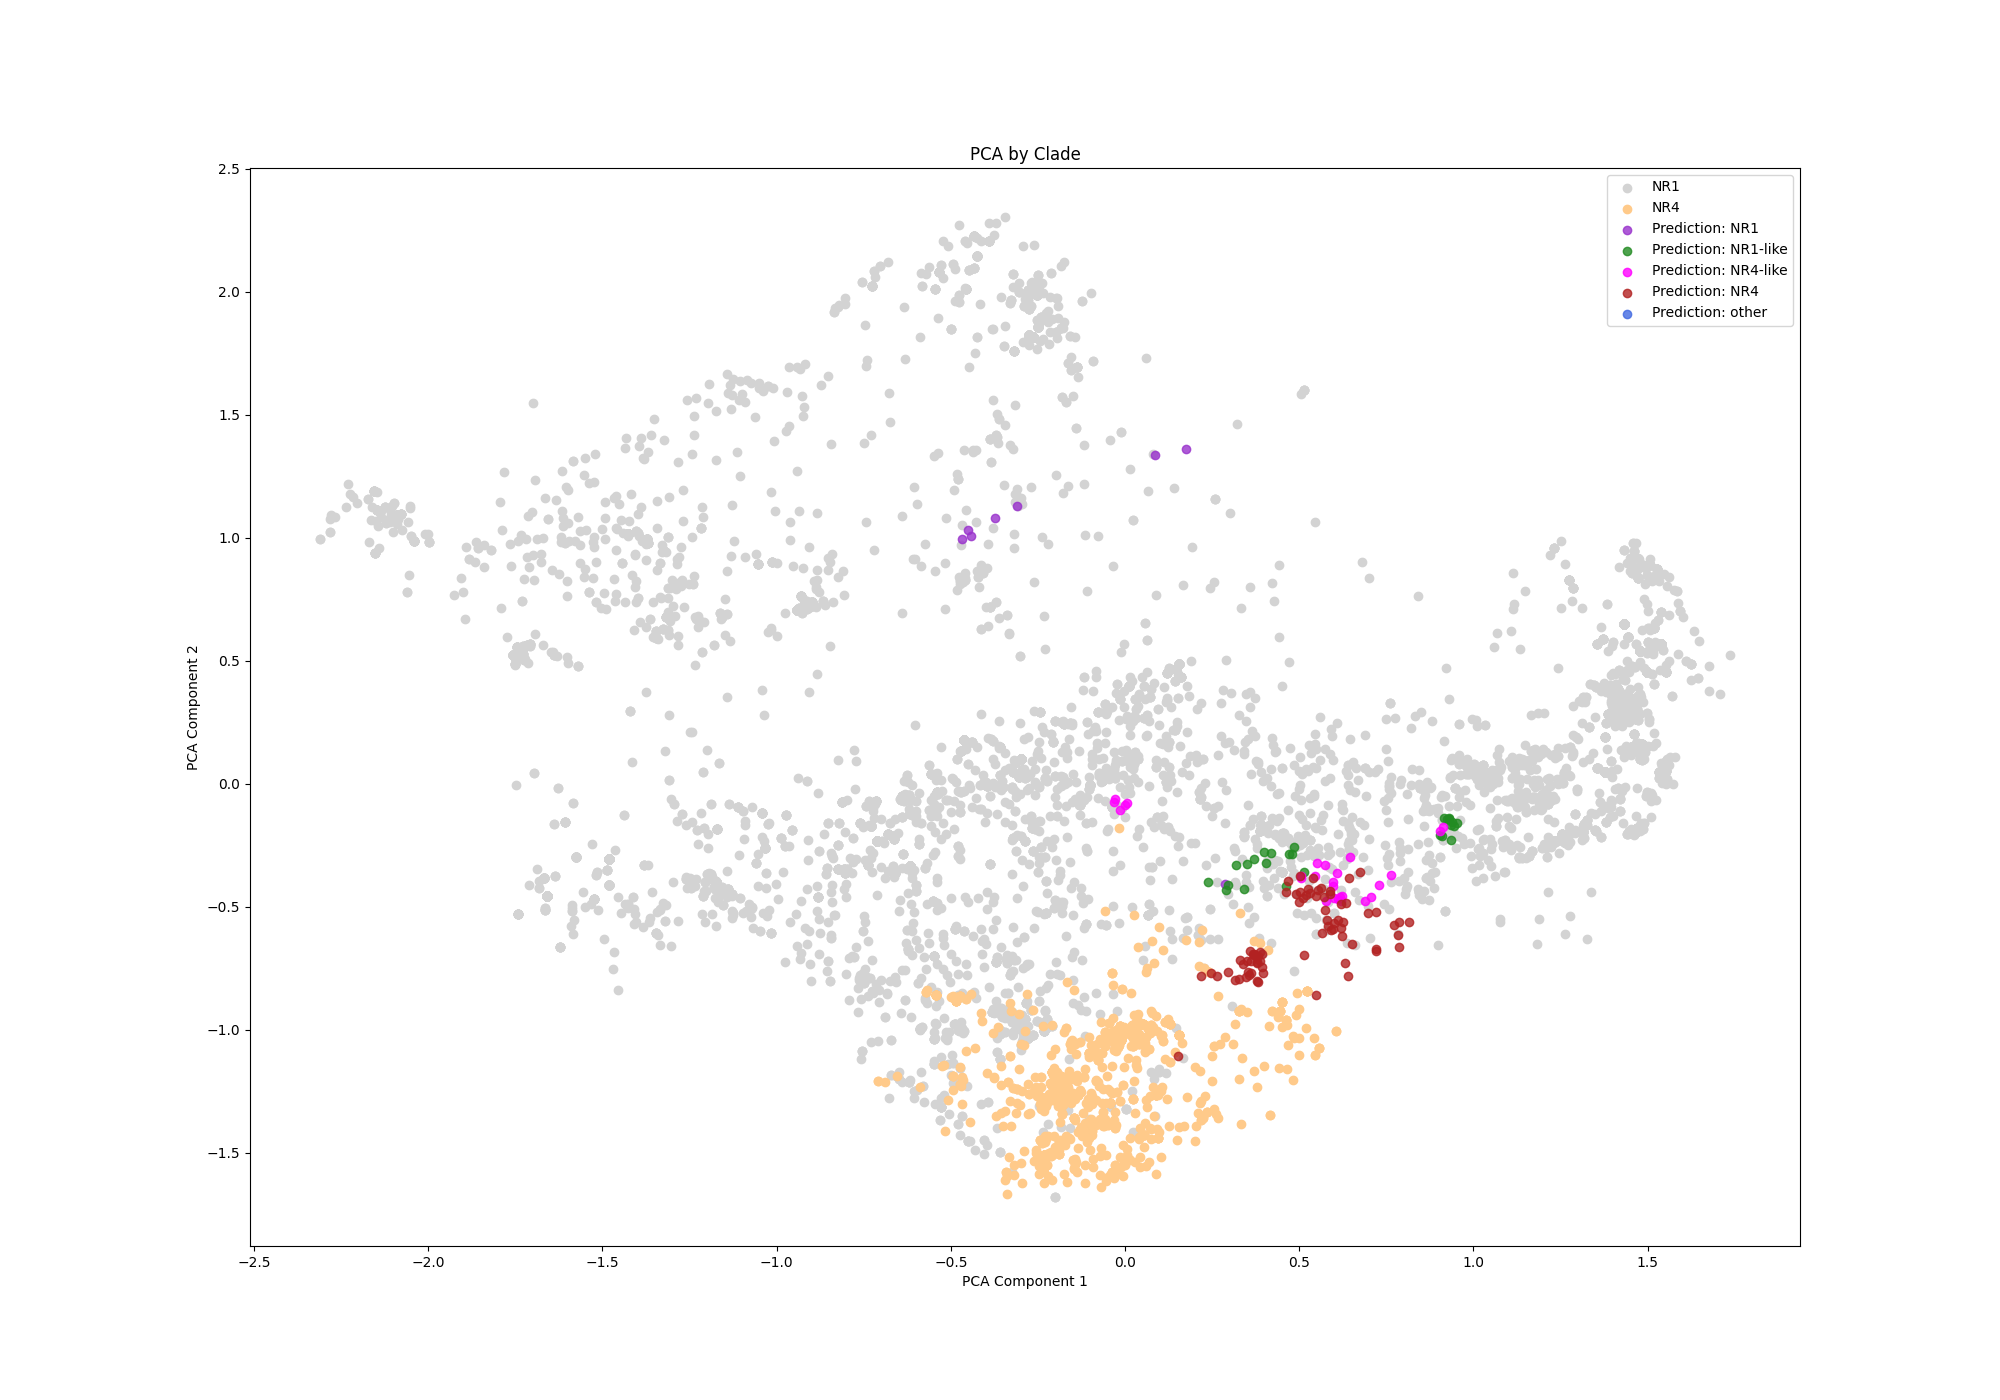 PCA by Clade
NR1
NR4
Prediction: NR1
Prediction: NR1-like
Prediction: NR4-like
Prediction: NR4
Prediction: other
PCA Component 2
2.5
2.0
1.5
1.0
0.5
0.0
−0.5
−1.0
−1.5
−2.5
−2.0
−1.5
−1.0
−0.5
0.0
0.5
1.0
1.5
PCA Component 1